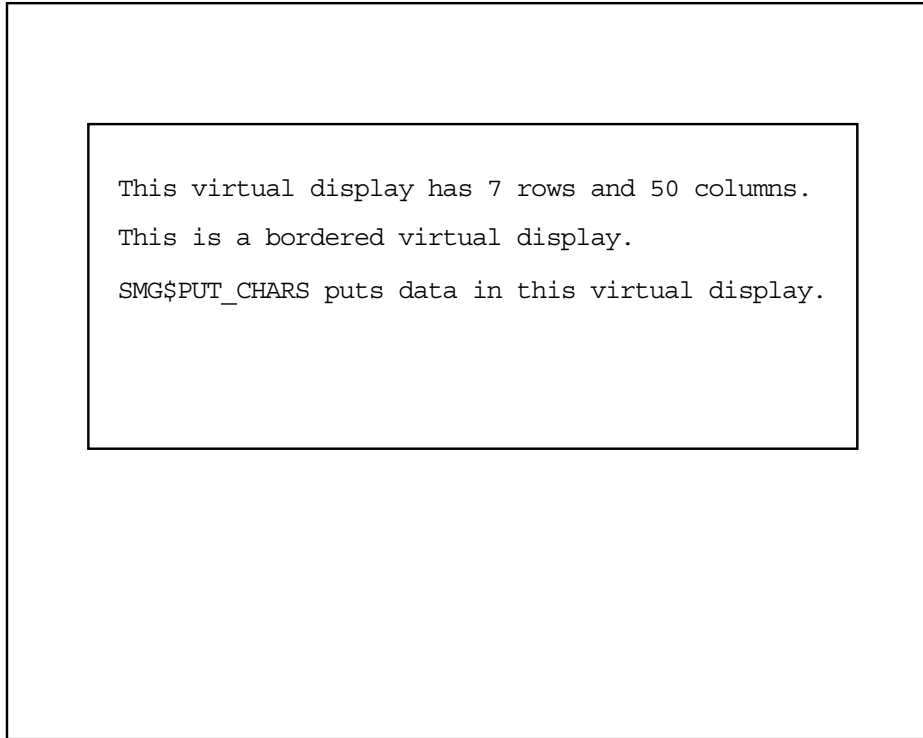 This virtual display has 7 rows and 50 columns.
This is a bordered virtual display.
SMG$PUT_CHARS puts data in this virtual display.